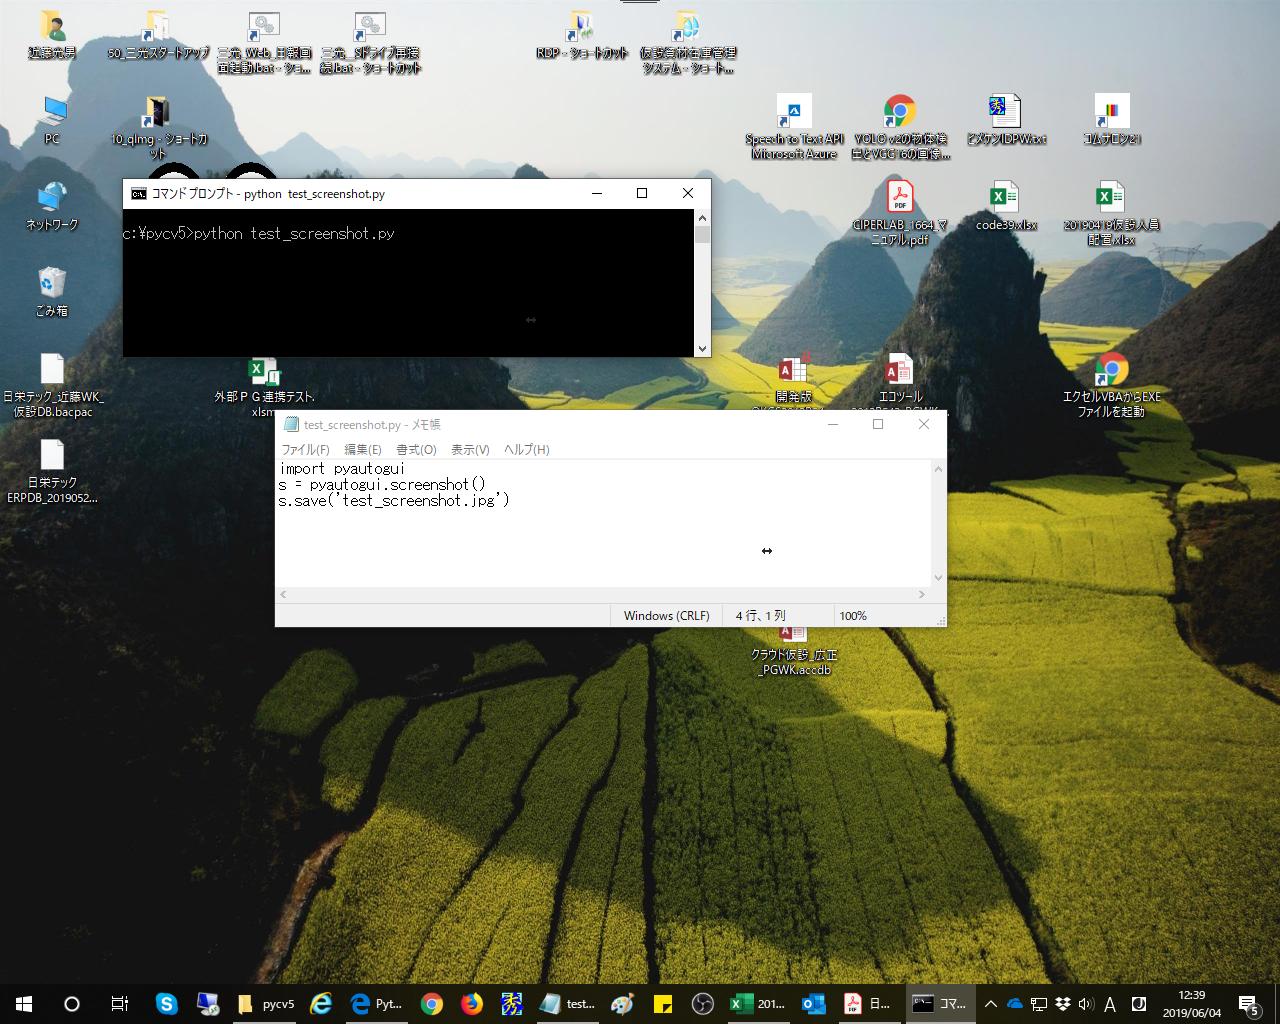 近藤光男
50_三光スタートアップ
三光_Web_日報画
面起動.bat - ショ...
三光__Sドライブ再接
続.bat - ショートカット
RDP - ショートカット
仮設資材在庫管理
システム - ショート...
PC
10_qImg - ショートカ
ット
Speech to Text API
Microsoft Azure
YOLO v2の物体検
出とVGG16の画像...
ヒメケンIDPW.txt
コムサロン21
コマンド プロンプト - python test_screenshot.py
c:¥pycv5>python test_screenshot.py
ネットワーク
CIPERLAB_1664_マ
ニュアル.pdf
code39.xlsx
20190419仮設人員
配置.xlsx
ごみ箱
日栄テック_近藤WK_
仮設DB.bacpac
外部ＰＧ連携テスト.
xlsm
開発版
エコツール
エクセルVBAからEXE
ファイルを起動
test_screenshot.py - メモ帳
ファイル(F) 編集(E) 書式(O) 表示(V) ヘルプ(H)
import pyautogui
s = pyautogui.screenshot()
s.save('test_screenshot.jpg')
Windows (CRLF) 4 行、1 列 100%
日栄テック
ERPDB_2019052...
クラウド仮設_広正
_PGWK.accdb
pycv5 Pyt... test... 201... 日... コマ... A 12:39
2019/06/04 5